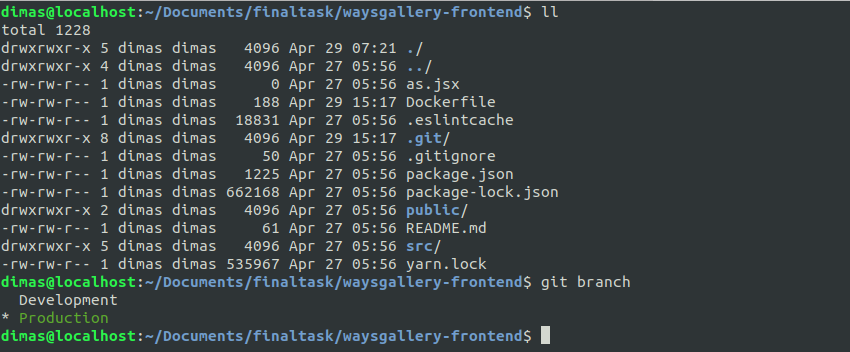 dimas@localhost:~/Documents/finaltask/waysgallery-frontend$ ll
total 1228
drwxrwxr-x 5 dimas dimas   4096 Apr 29 07:21 ./
drwxrwxr-x 4 dimas dimas   4096 Apr 27 05:56 ../
-rw-rw-r-- 1 dimas dimas      0 Apr 27 05:56 as.jsx
-rw-rw-r-- 1 dimas dimas    188 Apr 29 15:17 Dockerfile
-rw-rw-r-- 1 dimas dimas  18831 Apr 27 05:56 .eslintcache
drwxrwxr-x 8 dimas dimas   4096 Apr 29 15:17 .git/
-rw-rw-r-- 1 dimas dimas     50 Apr 27 05:56 .gitignore
-rw-rw-r-- 1 dimas dimas   1225 Apr 27 05:56 package.json
-rw-rw-r-- 1 dimas dimas 662168 Apr 27 05:56 package-lock.json
drwxrwxr-x 2 dimas dimas   4096 Apr 27 05:56 public/
-rw-rw-r-- 1 dimas dimas     61 Apr 27 05:56 README.md
drwxrwxr-x 5 dimas dimas   4096 Apr 27 05:56 src/
-rw-rw-r-- 1 dimas dimas 535967 Apr 27 05:56 yarn.lock
dimas@localhost:~/Documents/finaltask/waysgallery-frontend$ git branch
  Development
* Production
dimas@localhost:~/Documents/finaltask/waysgallery-frontend$